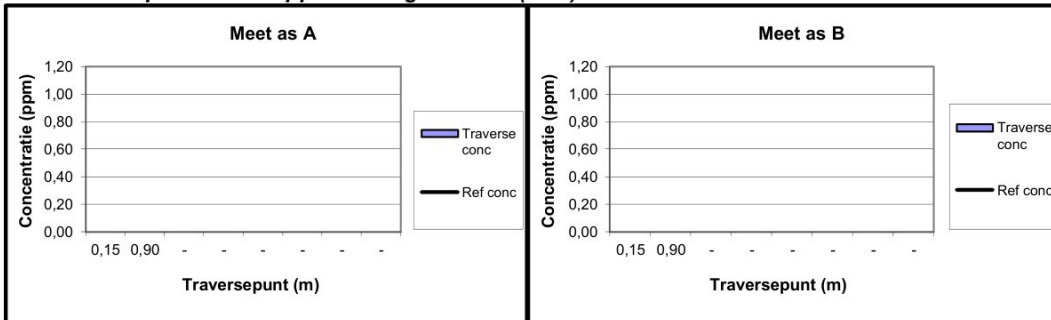 Meet as A
1,20
1,00
0,80
0,60
0,40
0,20
0,00
Concentratie (ppm)
0,15 0,90 - - - - - -
Traversepunt (m)
Traverse
conc
Ref conc
Meet as B
1,20
1,00
0,80
0,60
0,40
0,20
0,00
Concentratie (ppm)
0,15 0,90 - - - - - -
Traversepunt (m)
Traverse
conc
Ref conc